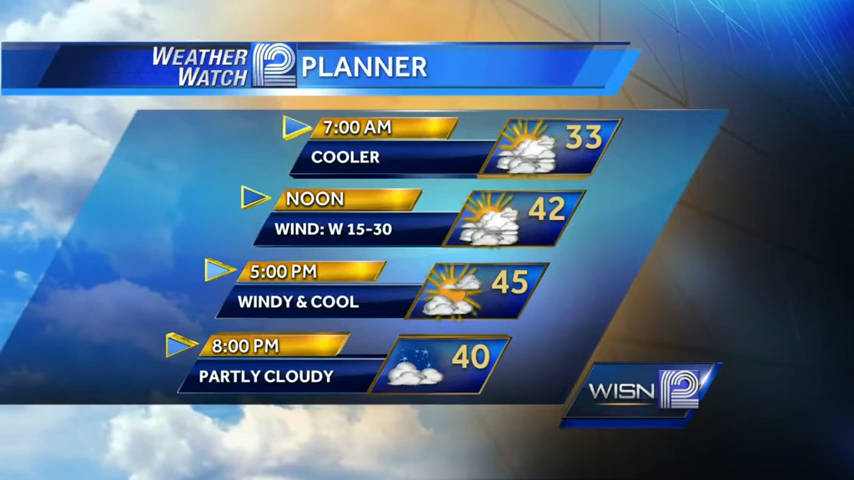 WEATHER WATCH 12 PLANNER
7:00 AM
COOLER
33
NOON
WIND: W 15-30
42
5:00 PM
WINDY & COOL
45
8:00 PM
PARTLY CLOUDY
40
WISN 12